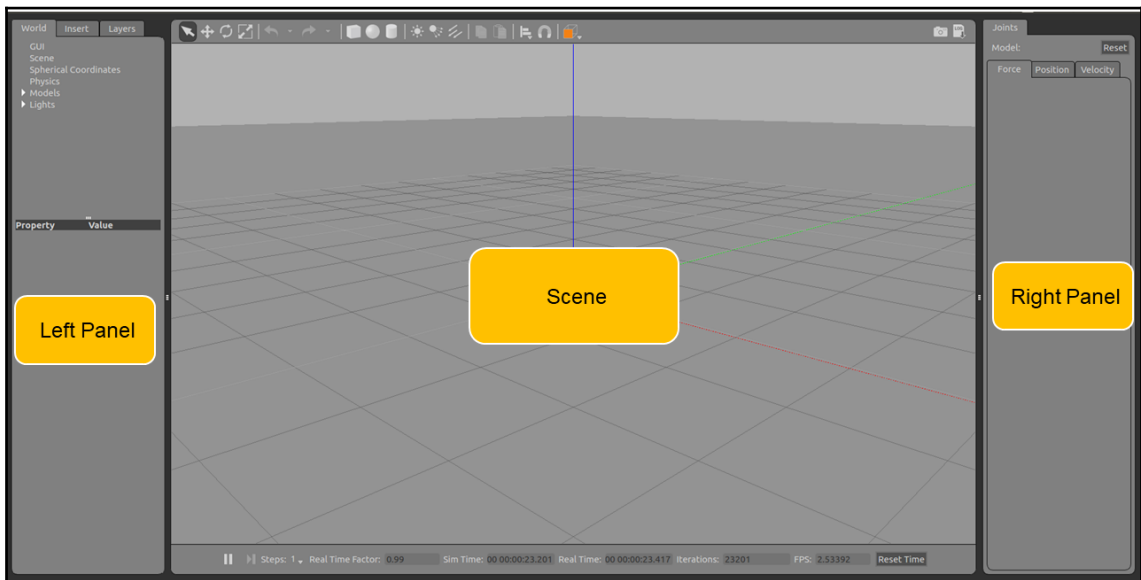 World Insert Layers
GUI
Scene
Spherical Coordinates
Physics
Models
Lights
Property Value
Left Panel
Scene
Steps: 1 Real Time Factor: 0.99 Sim Time: 00 00:00:23.201 Real Time: 00 00:00:23.417 Iterations: 23201 FPS: 2.53392 Reset Time
Joints
Model: Reset
Force Position Velocity
Right Panel